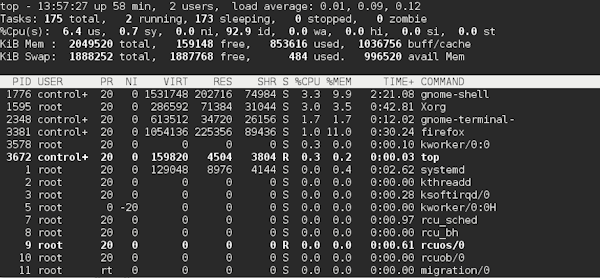 top - 13:57:27 up 58 min,  2 users,  load average: 0.01, 0.09, 0.12
Tasks: 175 total,   2 running, 173 sleeping,   0 stopped,   0 zombie
%Cpu(s):  6.4 us,  0.7 sy,  0.0 ni, 92.9 id,  0.0 wa,  0.0 hi,  0.0 si,  0.0 st
KiB Mem :  2049520 total,   159148 free,   853616 used,  1036756 buff/cache
KiB Swap:  1888252 total,  1887768 free,      484 used.   996520 avail Mem
PID USER      PR  NI    VIRT    RES    SHR S %CPU %MEM     TIME+ COMMAND
1776 control+  20   0 1531748 202716  74984 S  3.3  9.9   2:21.08 gnome-shell
1595 root      20   0  286592  71384  31044 S  3.0  3.5   0:42.81 Xorg
2348 control+  20   0  613512  34720  26156 S  1.7  1.7   0:12.02 gnome-terminal-
3381 control+  20   0 1054136 225356  89436 S  1.0 11.0   0:30.24 firefox
3578 root      20   0       0      0      0 S  0.3  0.0   0:00.10 kworker/0:0
3672 control+  20   0  159820   4504   3804 R  0.3  0.2   0:00.03 top
1 root      20   0  129048   8976   4144 S  0.0  0.4   0:02.62 systemd
2 root      20   0       0      0      0 S  0.0  0.0   0:00.00 kthreadd
3 root      20   0       0      0      0 S  0.0  0.0   0:00.28 ksoftirqd/0
5 root       0 -20       0      0      0 S  0.0  0.0   0:00.00 kworker/0:0H
7 root      20   0       0      0      0 S  0.0  0.0   0:00.97 rcu_sched
8 root      20   0       0      0      0 S  0.0  0.0   0:00.00 rcu_bh
9 root      20   0       0      0      0 R  0.0  0.0   0:00.61 rcuos/0
10 root      20   0       0      0      0 S  0.0  0.0   0:00.00 rcuob/0
11 root      rt   0       0      0      0 S  0.0  0.0   0:00.00 migration/0